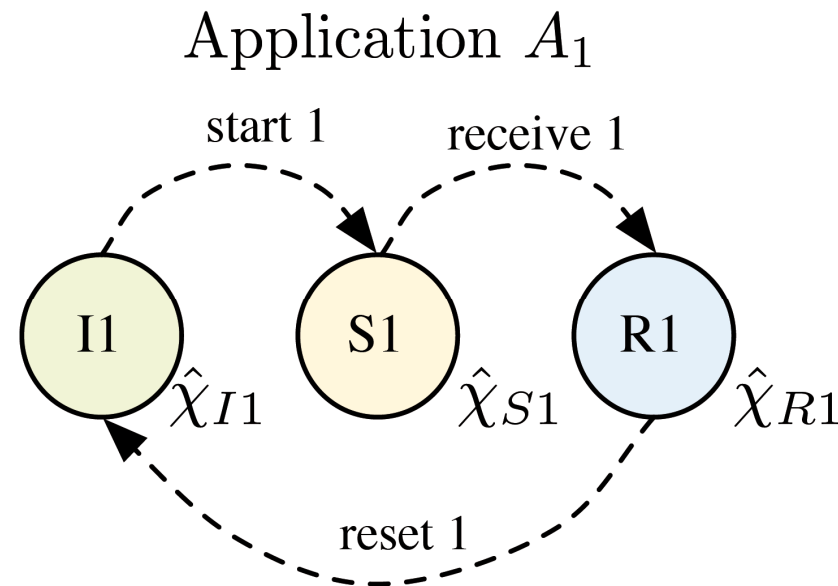 Application A₁
start 1
receive 1
I1
S1
R1
χ̂_{I1}
χ̂_{S1}
χ̂_{R1}
reset 1